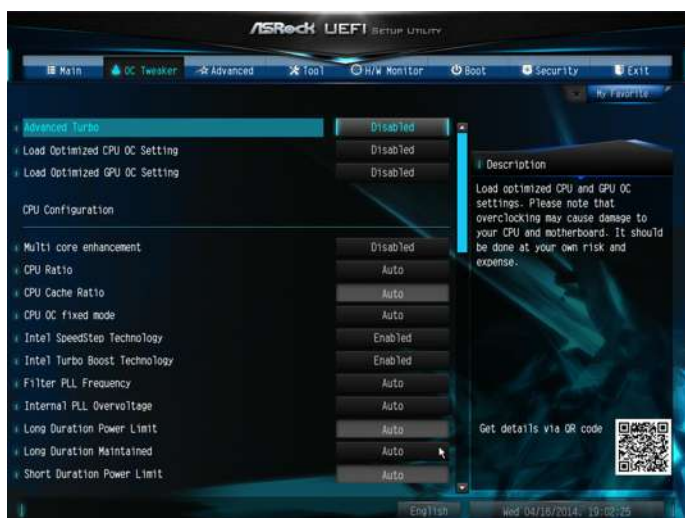 ASRock UEFI SETUP UTILITY
Main OC Tweaker Advanced Tool H/W Monitor Boot Security Exit
My Favorite
Advanced Turbo Disabled
Load Optimized CPU OC Setting Disabled
Load Optimized GPU OC Setting Disabled
CPU Configuration
Multi core enhancement Disabled
CPU Ratio Auto
CPU Cache Ratio Auto
CPU OC fixed mode Auto
Intel SpeedStep Technology Enabled
Intel Turbo Boost Technology Enabled
Filter PLL Frequency Auto
Internal PLL Overvoltage Auto
Long Duration Power Limit Auto
Long Duration Maintained Auto
Short Duration Power Limit Auto
Description
Load optimized CPU and GPU OC
settings. Please note that
overclocking may cause damage to
your CPU and motherboard. It should
be done at your own risk and
expense.
Get details via QR code
English Wed 04/16/2014, 19:02:25